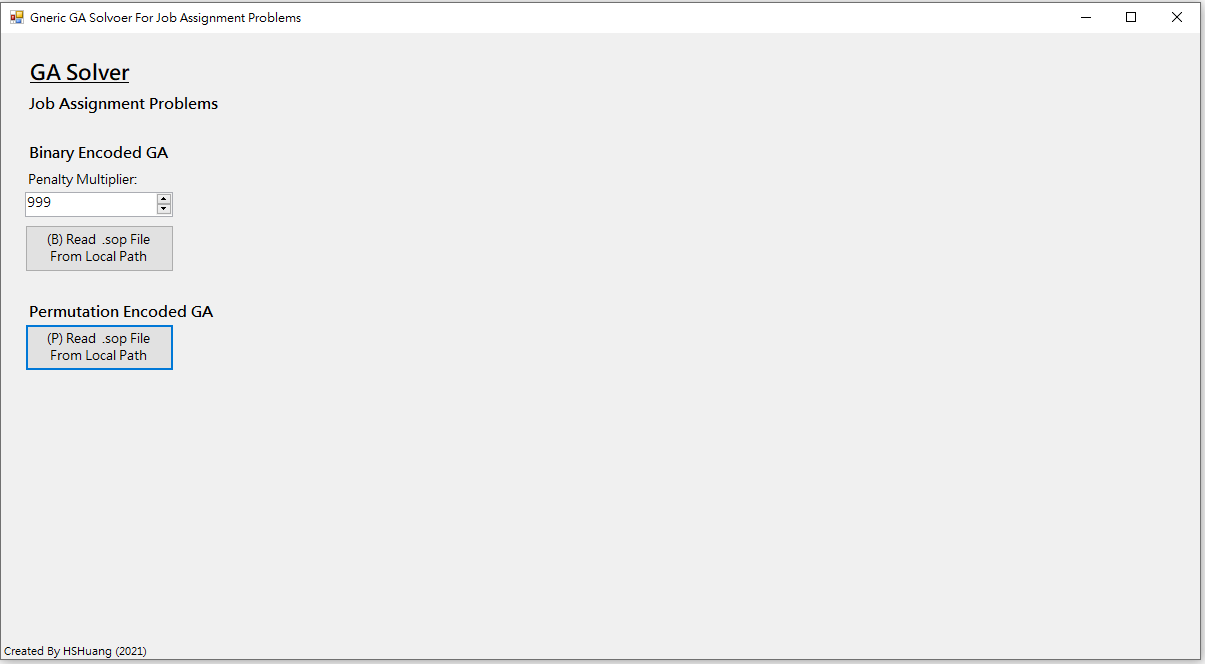 Gneric GA Solvoer For Job Assignment Problems
GA Solver
Job Assignment Problems
Binary Encoded GA
Penalty Multiplier:
999
(B) Read .sop File
From Local Path
Permutation Encoded GA
(P) Read .sop File
From Local Path
Created By HSHuang (2021)